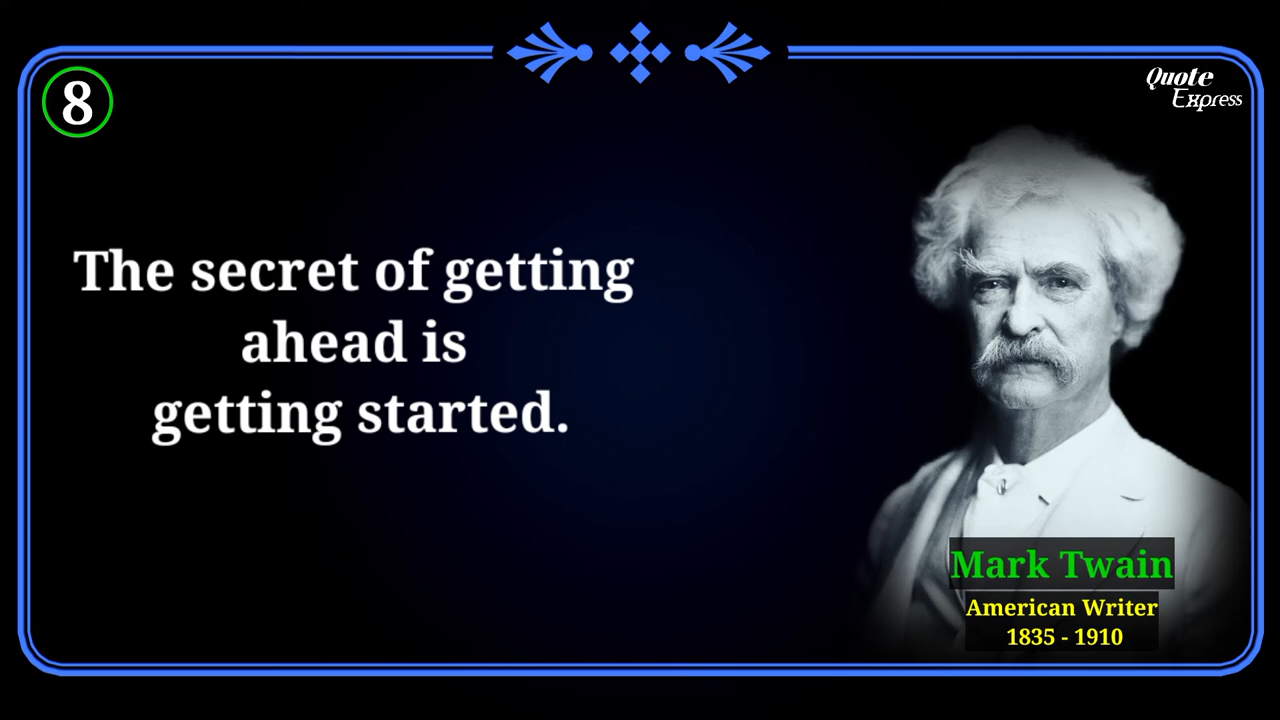 8
Quote
Express
The secret of getting
ahead is
getting started.
Mark Twain
American Writer
1835 - 1910